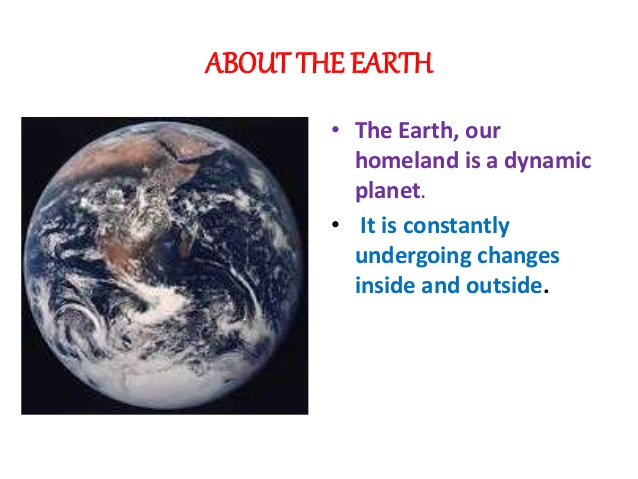 ABOUT THE EARTH
• The Earth, our
homeland is a dynamic
planet.
• It is constantly
undergoing changes
inside and outside.